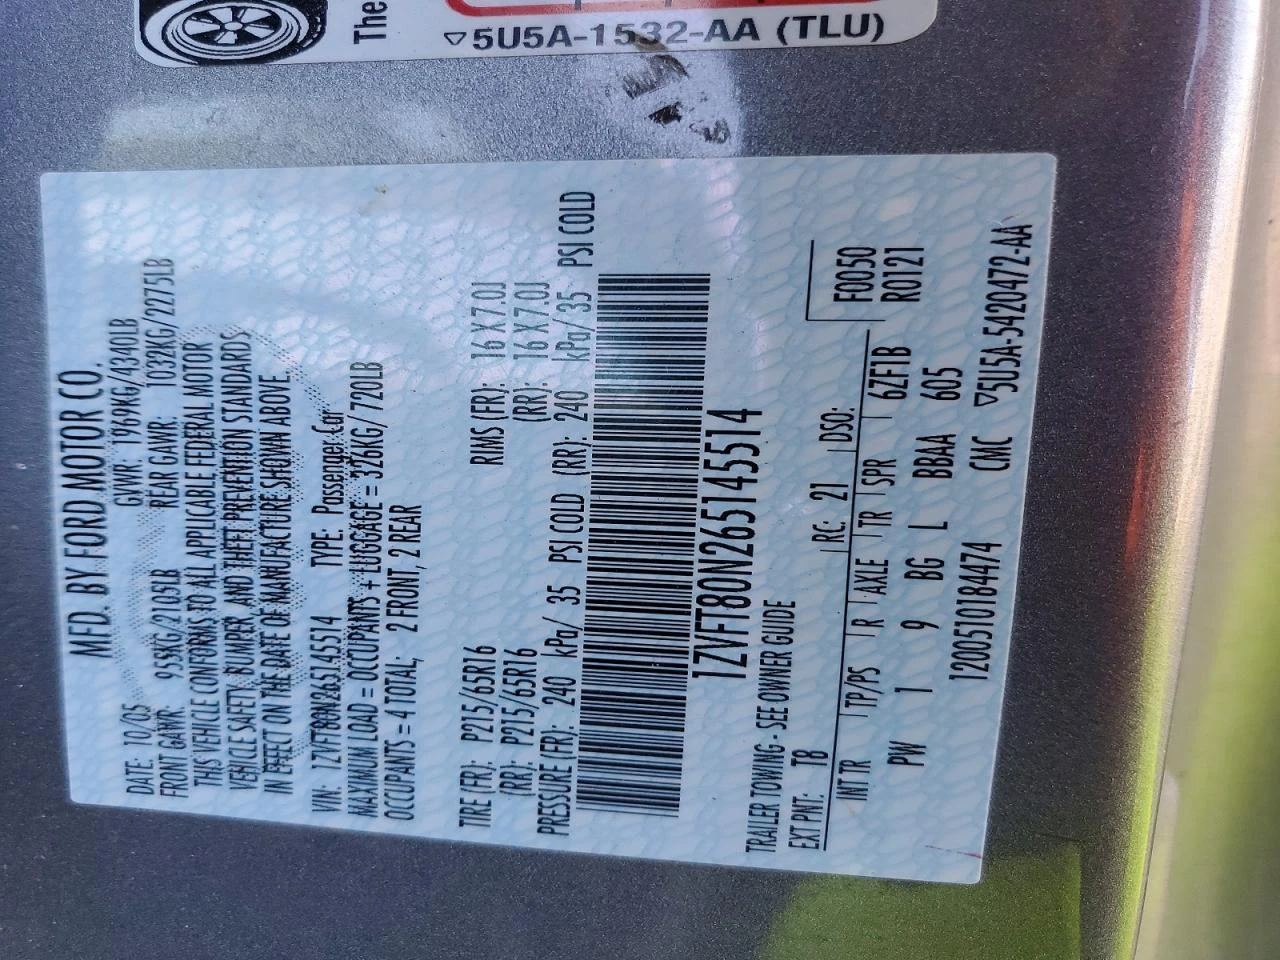 The
5U5A-1532-AA (TLU)
MFD. BY FORD MOTOR CO.
DATE: 10/05 GVWR: 1969KG/4340LB
FRONT GAWR: 955KG/2105LB REAR GAWR: 1032KG/2275LB
THIS VEHICLE CONFORMS TO ALL APPLICABLE FEDERAL MOTOR
VEHICLE SAFETY, BUMPER, AND THEFT PREVENTION STANDARDS
IN EFFECT ON THE DATE OF MANUFACTURE SHOWN ABOVE.
VIN: 1ZVFT80N265145514 TYPE: Passenger Car
MAXIMUM LOAD = OCCUPANTS + LUGGAGE = 326KG/ 720LB
OCCUPANTS = 4 TOTAL; 2 FRONT, 2 REAR
TIRE (FR): P215/65R16 RIMS (FR): 16 X 7.0J
(RR): P215/65R16 (RR): 16 X 7.0J
PRESSURE (FR): 240 kPa/ 35 PSI COLD (RR): 240 kPa/ 35 PSI COLD
1ZVFT80N265145514
TRAILER TOWING - SEE OWNER GUIDE
EXT PNT: T8 RC: 21 DSO: F0050
INT TR TP/PS R AXLE TR SPR R0121
PW 1 9 BG L BBAA 6ZF1B 605
120051018​4474 CMC 5U5A-5420472-AA